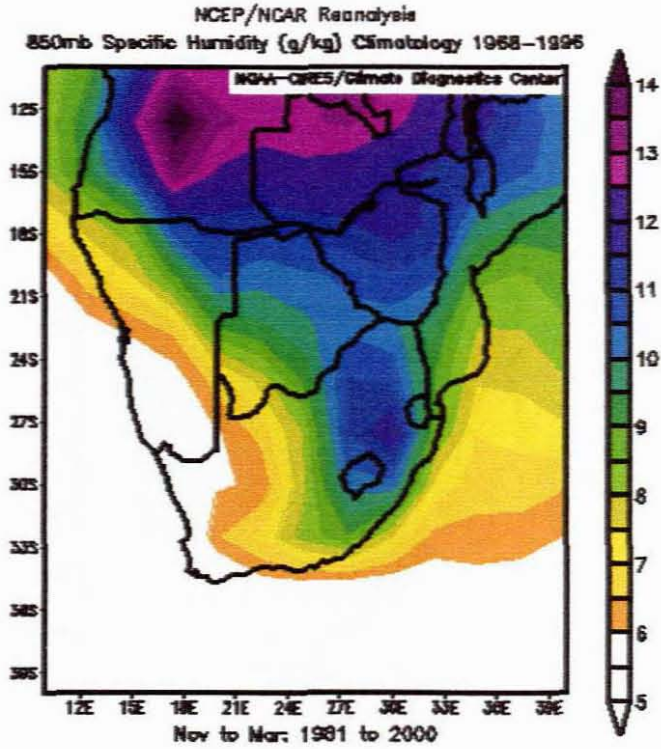 NCEP/NCAR Reanalysis
850mb Specific Humidity (g/kg) Climatology 1968-1996
NOAA-CIRES/Climate Diagnostics Center
12S
15S
18S
21S
24S
27S
30S
33S
36S
39S
12E
15E
18E
21E
24E
27E
30E
33E
36E
39E
14
13
12
11
10
9
8
7
6
5
Nov to Mar: 1981 to 2000